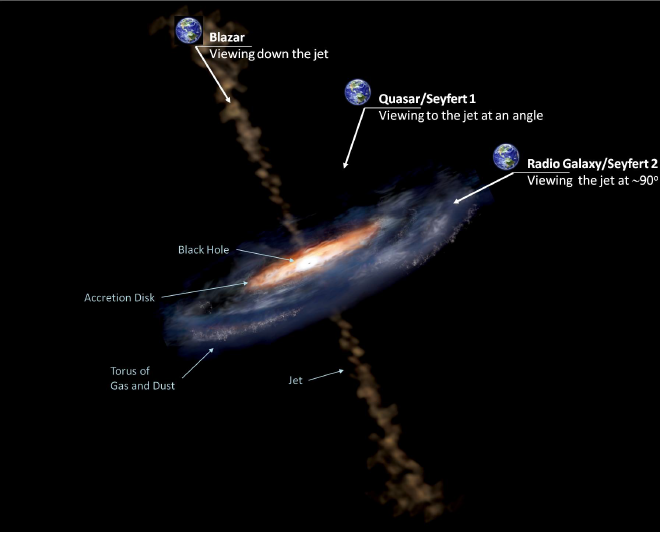 Blazar
Viewing down the jet
Quasar/Seyfert 1
Viewing to the jet at an angle
Radio Galaxy/Seyfert 2
Viewing the jet at ~90°
Black Hole
Accretion Disk
Torus of
Gas and Dust
Jet